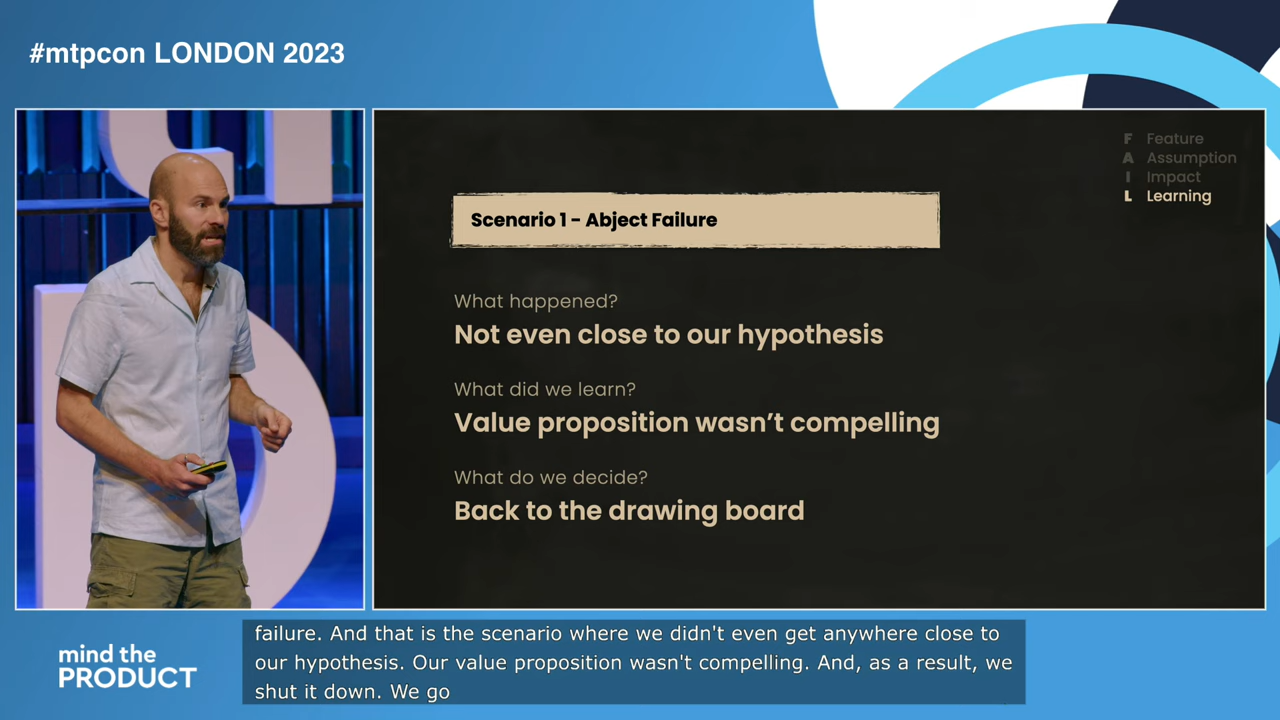 #mtpcon LONDON 2023
F Feature
A Assumption
I Impact
L Learning
Scenario 1 - Abject Failure
What happened?
Not even close to our hypothesis
What did we learn?
Value proposition wasn’t compelling
What do we decide?
Back to the drawing board
mind the
PRODUCT
failure. And that is the scenario where we didn't even get anywhere close to
our hypothesis. Our value proposition wasn't compelling. And, as a result, we
shut it down. We go